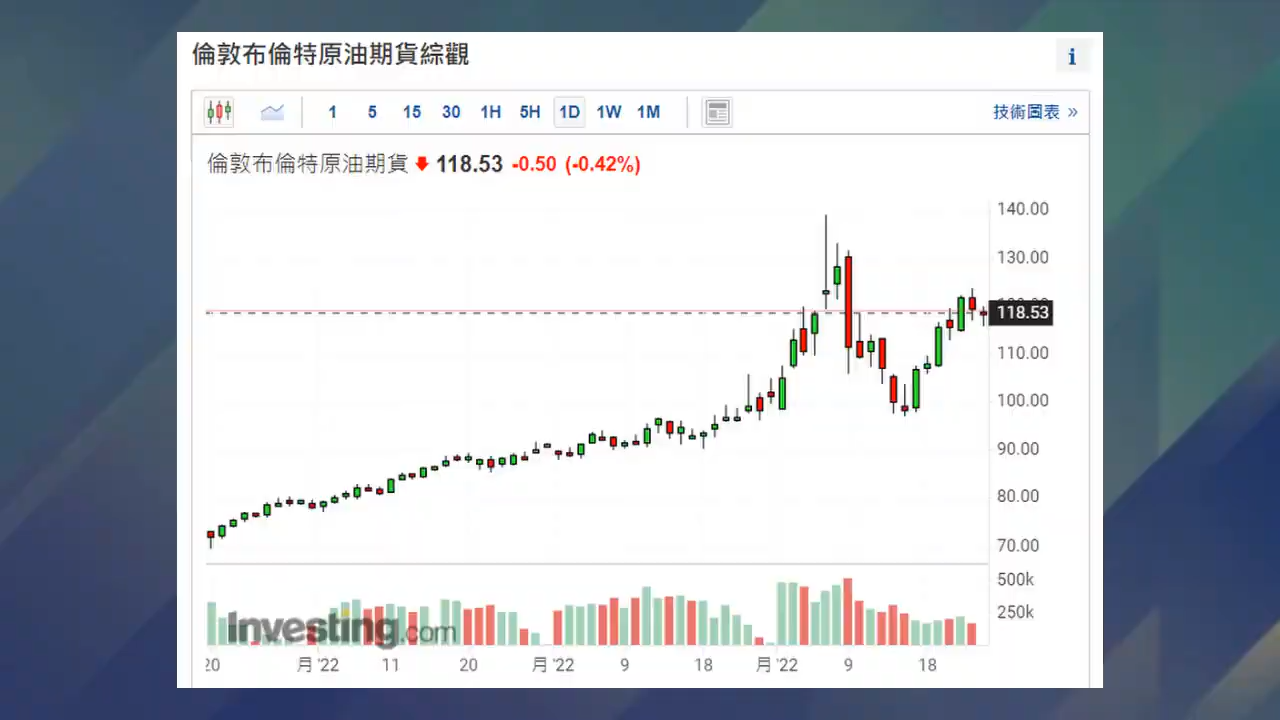 倫敦布倫特原油期貨綜觀
i
1 5 15 30 1H 5H 1D 1W 1M
技術圖表 »
倫敦布倫特原油期貨 118.53 -0.50 (-0.42%)
140.00
130.00
118.53
110.00
100.00
90.00
80.00
70.00
500k
250k
Investing.com
20 月 '22 11 20 月 '22 9 18 月 '22 9 18